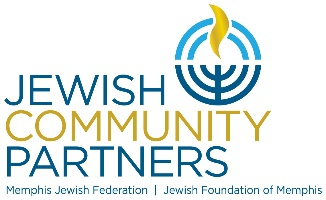 JEWISH
COMMUNITY
PARTNERS
Memphis Jewish Federation | Jewish Foundation of Memphis